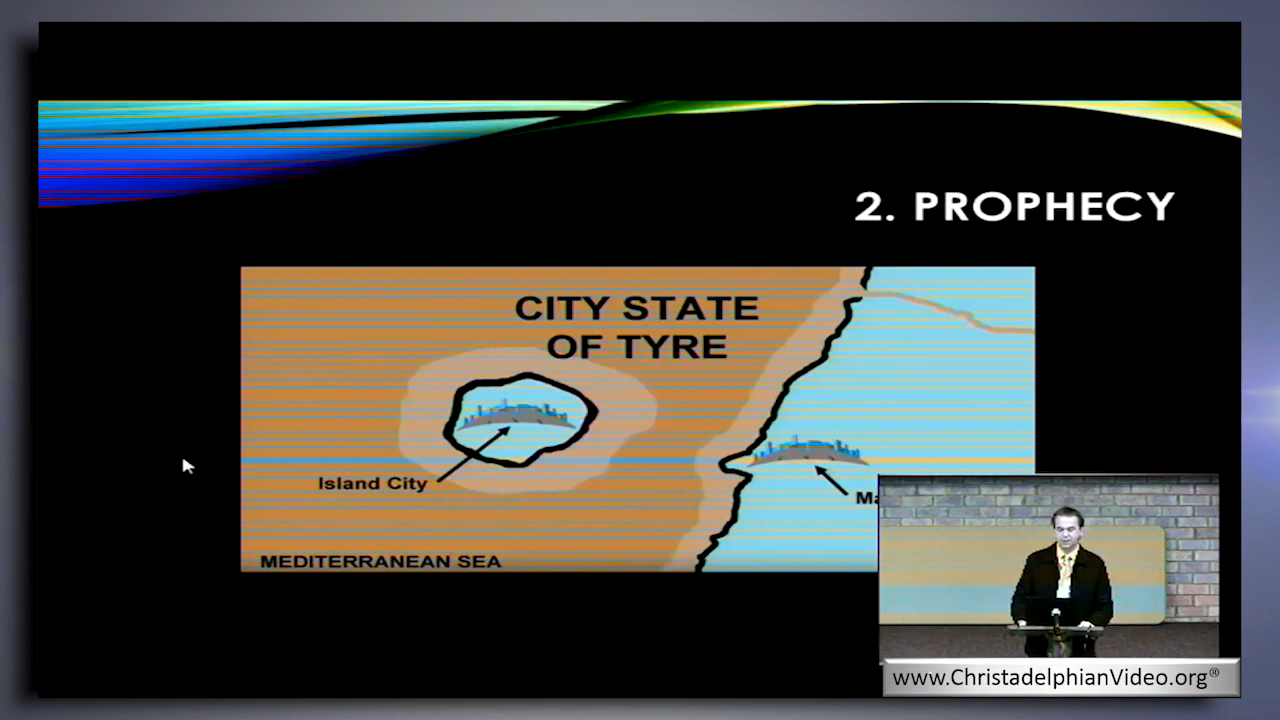 2. PROPHECY
CITY STATE
OF TYRE
Island City
MEDITERRANEAN SEA
www.ChristadelphianVideo.org®